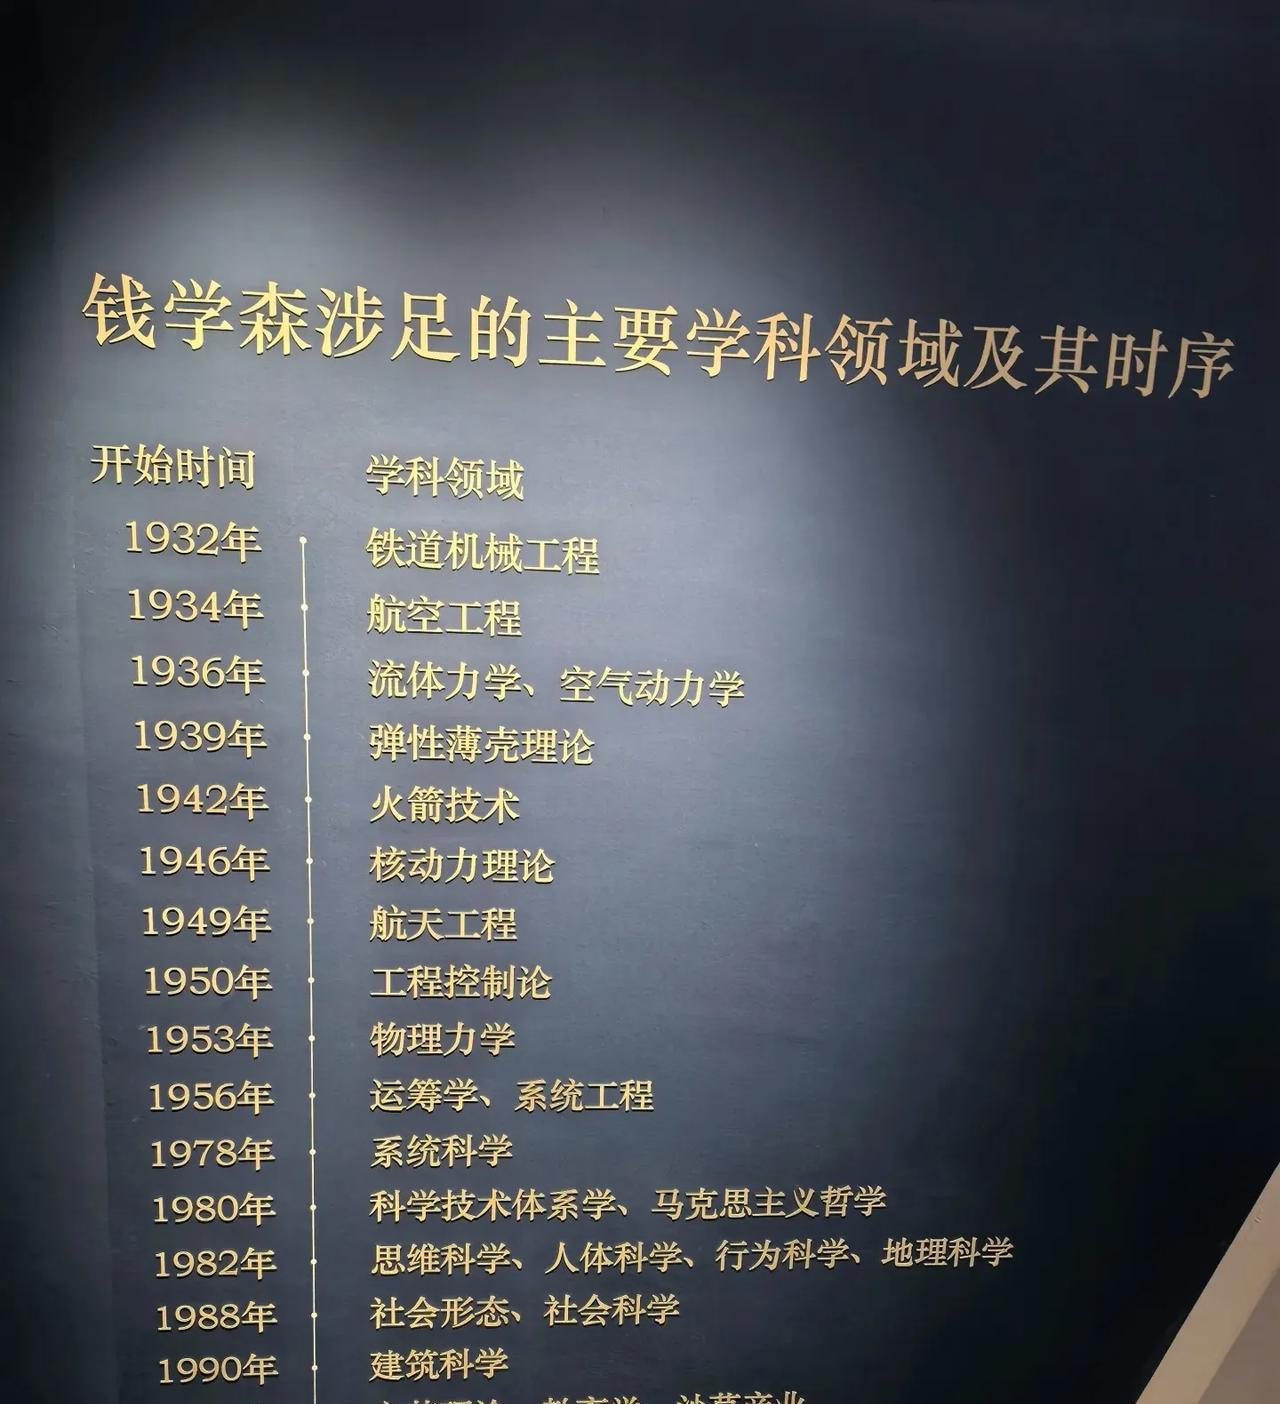 钱学森涉足的主要学科领域及其时序
开始时间 学科领域
1932年 铁道机械工程
1934年 航空工程
1936年 流体力学、空气动力学
1939年 弹性薄壳理论
1942年 火箭技术
1946年 核动力理论
1949年 航天工程
1950年 工程控制论
1953年 物理力学
1956年 运筹学、系统工程
1978年 系统科学
1980年 科学技术体系学、马克思主义哲学
1982年 思维科学、人体科学、行为科学、地理科学
1988年 社会形态、社会科学
1990年 建筑科学